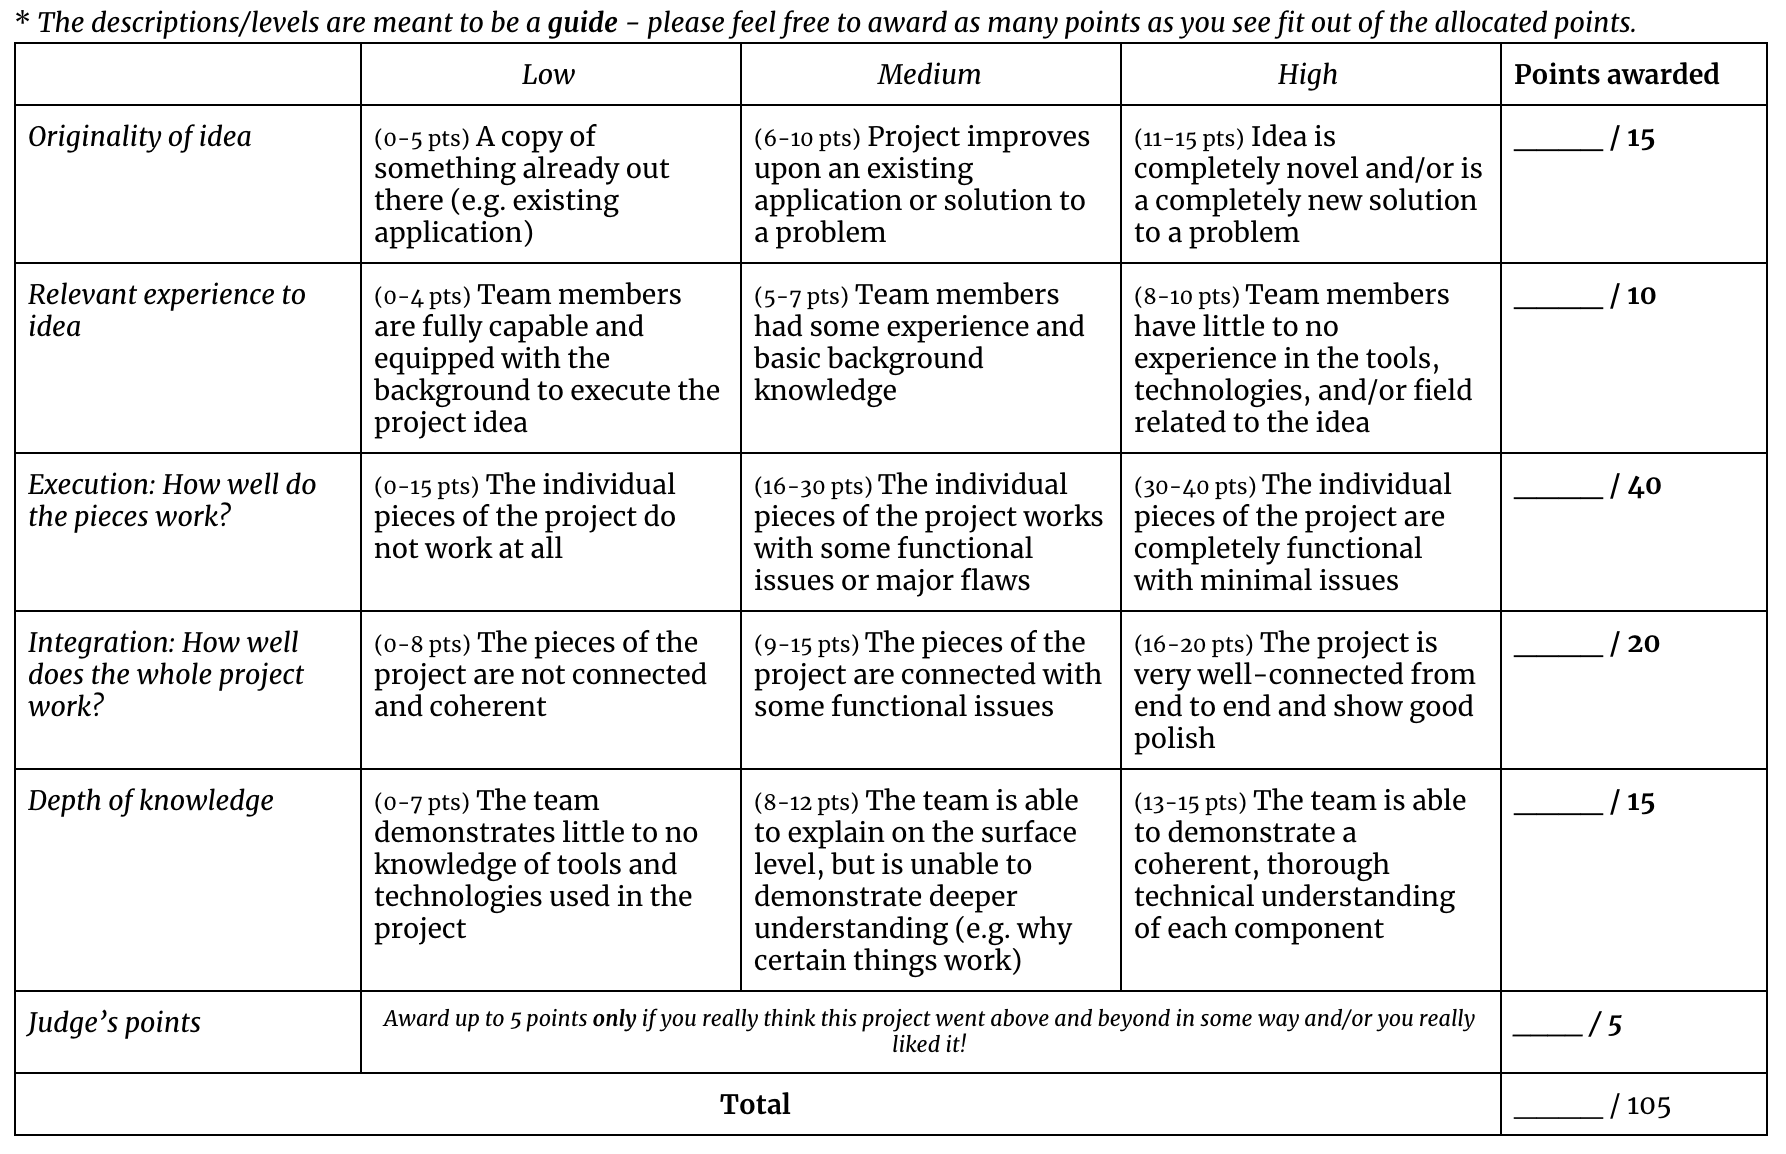 * The descriptions/levels are meant to be a guide - please feel free to award as many points as you see fit out of the allocated points.
Low
Medium
High
Points awarded
Originality of idea
(0-5 pts) A copy of
something already out
there (e.g. existing
application)
(6-10 pts) Project improves
upon an existing
application or solution to
a problem
(11-15 pts) Idea is
completely novel and/or is
a completely new solution
to a problem
______ / 15
Relevant experience to
idea
(0-4 pts) Team members
are fully capable and
equipped with the
background to execute the
project idea
(5-7 pts) Team members
had some experience and
basic background
knowledge
(8-10 pts) Team members
have little to no
experience in the tools,
technologies, and/or field
related to the idea
______ / 10
Execution: How well do
the pieces work?
(0-15 pts) The individual
pieces of the project do
not work at all
(16-30 pts) The individual
pieces of the project works
with some functional
issues or major flaws
(30-40 pts) The individual
pieces of the project are
completely functional
with minimal issues
______ / 40
Integration: How well
does the whole project
work?
(0-8 pts) The pieces of the
project are not connected
and coherent
(9-15 pts) The pieces of the
project are connected with
some functional issues
(16-20 pts) The project is
very well-connected from
end to end and show good
polish
______ / 20
Depth of knowledge
(0-7 pts) The team
demonstrates little to no
knowledge of tools and
technologies used in the
project
(8-12 pts) The team is able
to explain on the surface
level, but is unable to
demonstrate deeper
understanding (e.g. why
certain things work)
(13-15 pts) The team is able
to demonstrate a
coherent, thorough
technical understanding
of each component
______ / 15
Judge’s points
Award up to 5 points only if you really think this project went above and beyond in some way and/or you really
liked it!
_____ / 5
Total
______ / 105